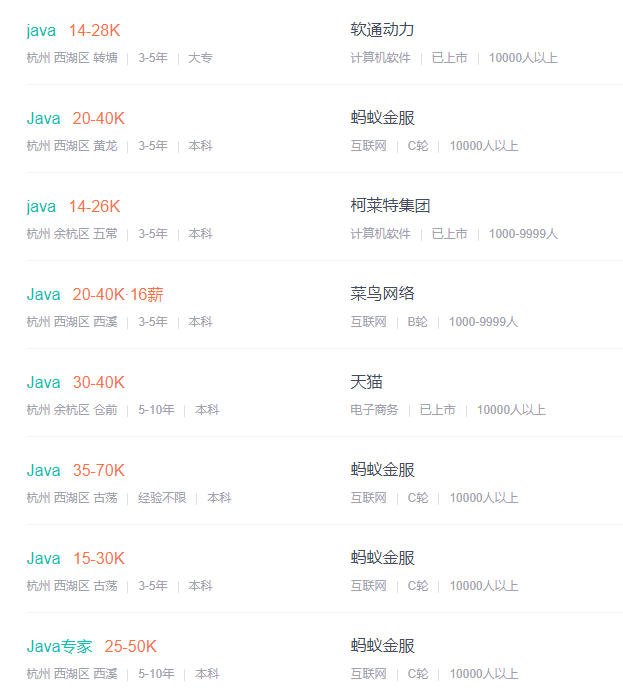 java 14-28K 软通动力
杭州 西湖区 转塘 3-5年 大专 计算机软件 已上市 10000人以上
Java 20-40K 蚂蚁金服
杭州 西湖区 黄龙 3-5年 本科 互联网 C轮 10000人以上
java 14-26K 柯莱特集团
杭州 余杭区 五常 3-5年 本科 计算机软件 已上市 1000-9999人
Java 20-40K·16薪 菜鸟网络
杭州 西湖区 西溪 3-5年 本科 互联网 B轮 1000-9999人
Java 30-40K 天猫
杭州 余杭区 仓前 5-10年 本科 电子商务 已上市 10000人以上
Java 35-70K 蚂蚁金服
杭州 西湖区 古荡 经验不限 本科 互联网 C轮 10000人以上
Java 15-30K 蚂蚁金服
杭州 西湖区 古荡 3-5年 本科 互联网 C轮 10000人以上
Java专家 25-50K 蚂蚁金服
杭州 西湖区 西溪 5-10年 本科 互联网 C轮 10000人以上